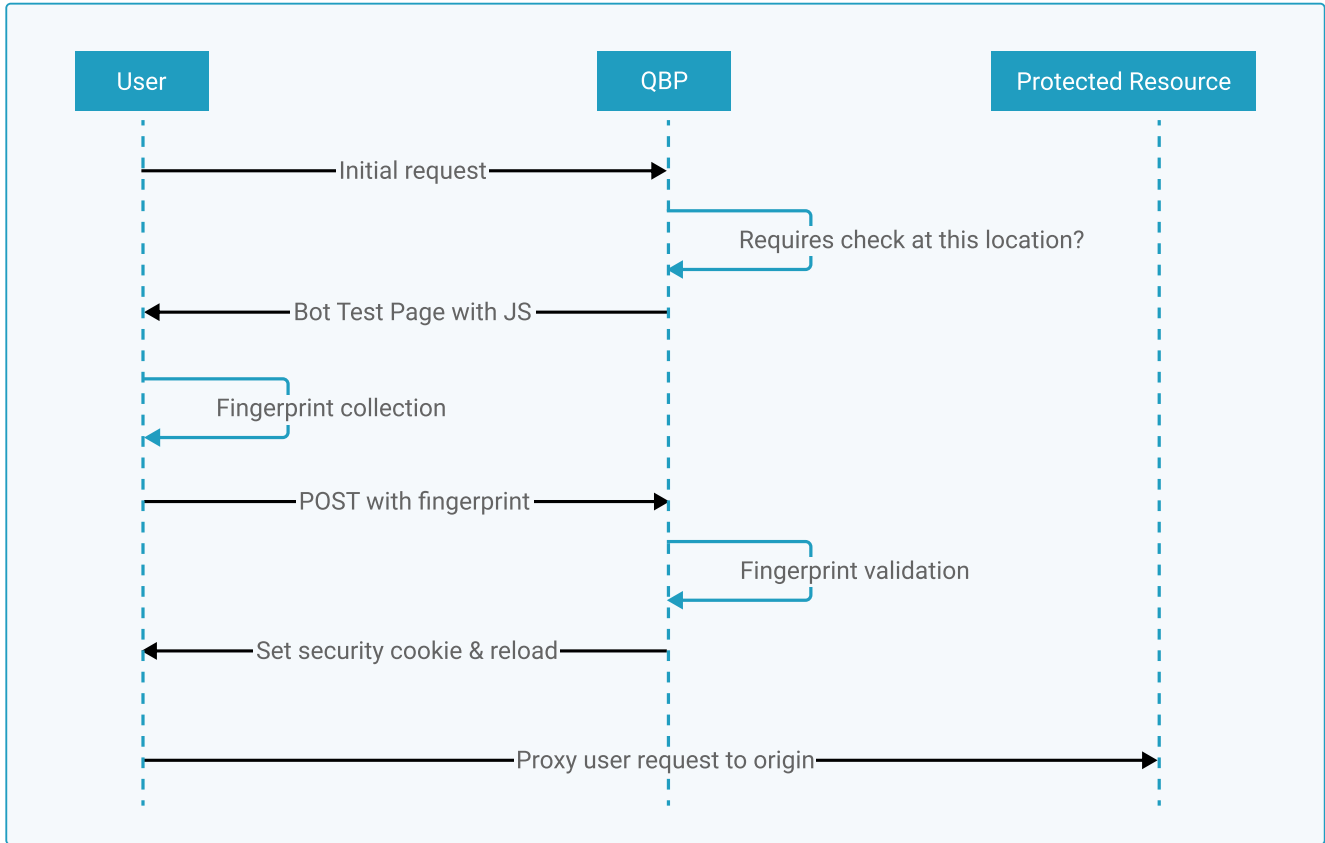 User
QBP
Protected Resource
Initial request
Requires check at this location?
Bot Test Page with JS
Fingerprint collection
POST with fingerprint
Fingerprint validation
Set security cookie & reload
Proxy user request to origin